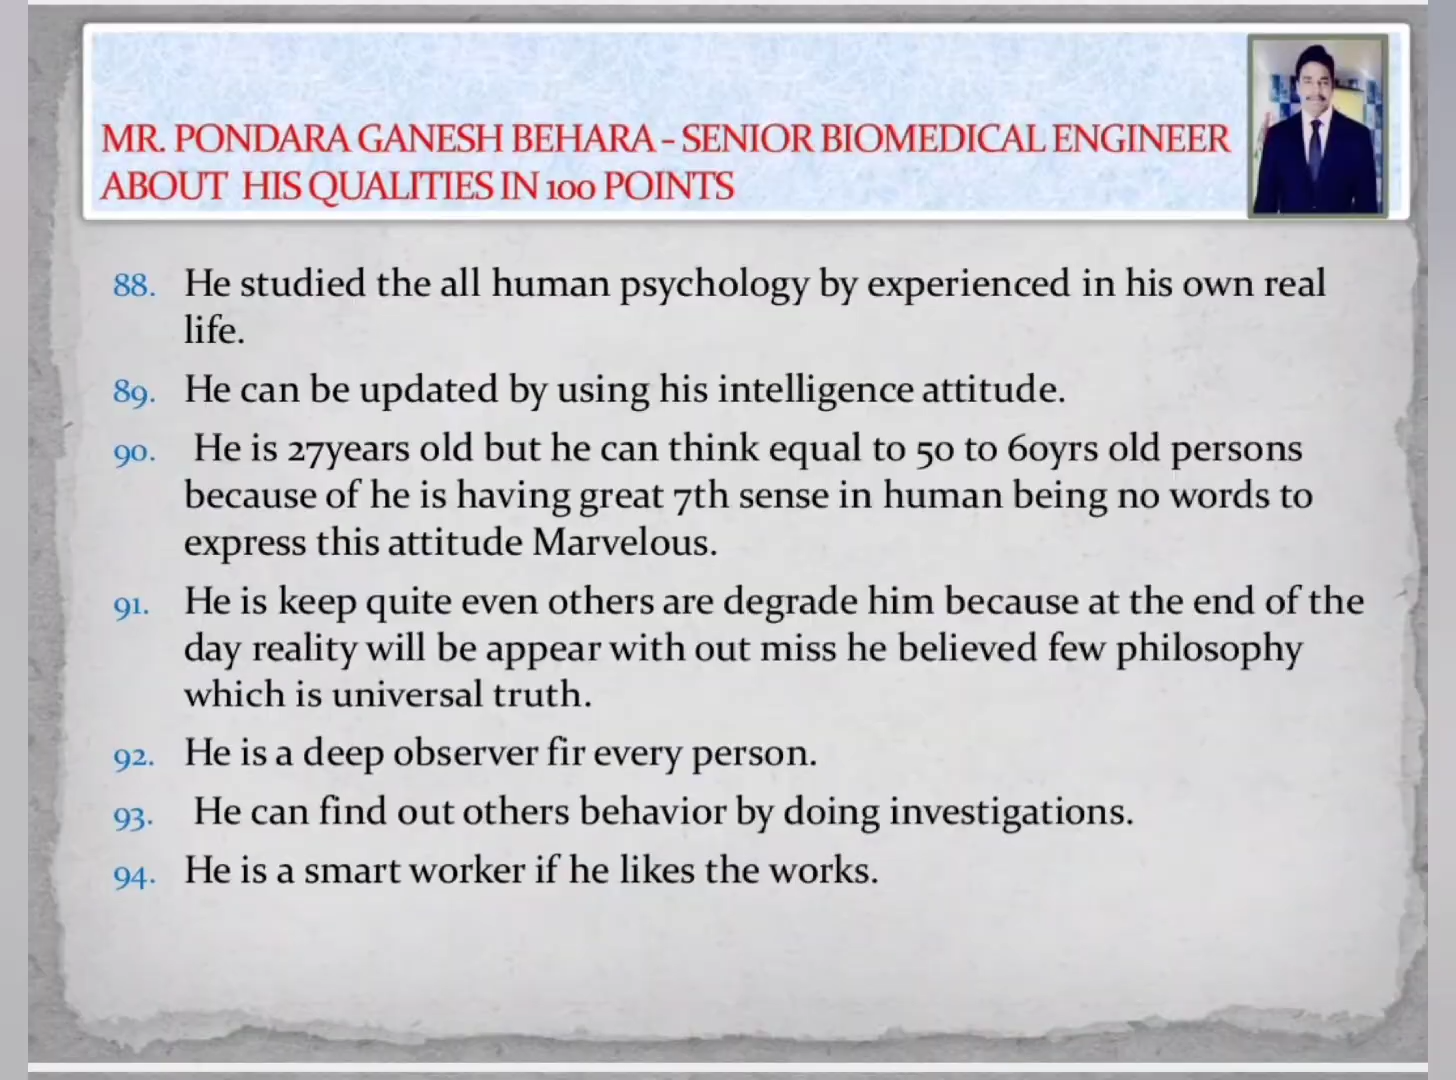 MR. PONDARA GANESH BEHARA – SENIOR BIOMEDICAL ENGINEER
ABOUT HIS QUALITIES IN 100 POINTS
88. He studied the all human psychology by experienced in his own real
life.
89. He can be updated by using his intelligence attitude.
90. He is 27years old but he can think equal to 50 to 60yrs old persons
because of he is having great 7th sense in human being no words to
express this attitude Marvelous.
91. He is keep quite even others are degrade him because at the end of the
day reality will be appear with out miss he believed few philosophy
which is universal truth.
92. He is a deep observer fir every person.
93. He can find out others behavior by doing investigations.
94. He is a smart worker if he likes the works.